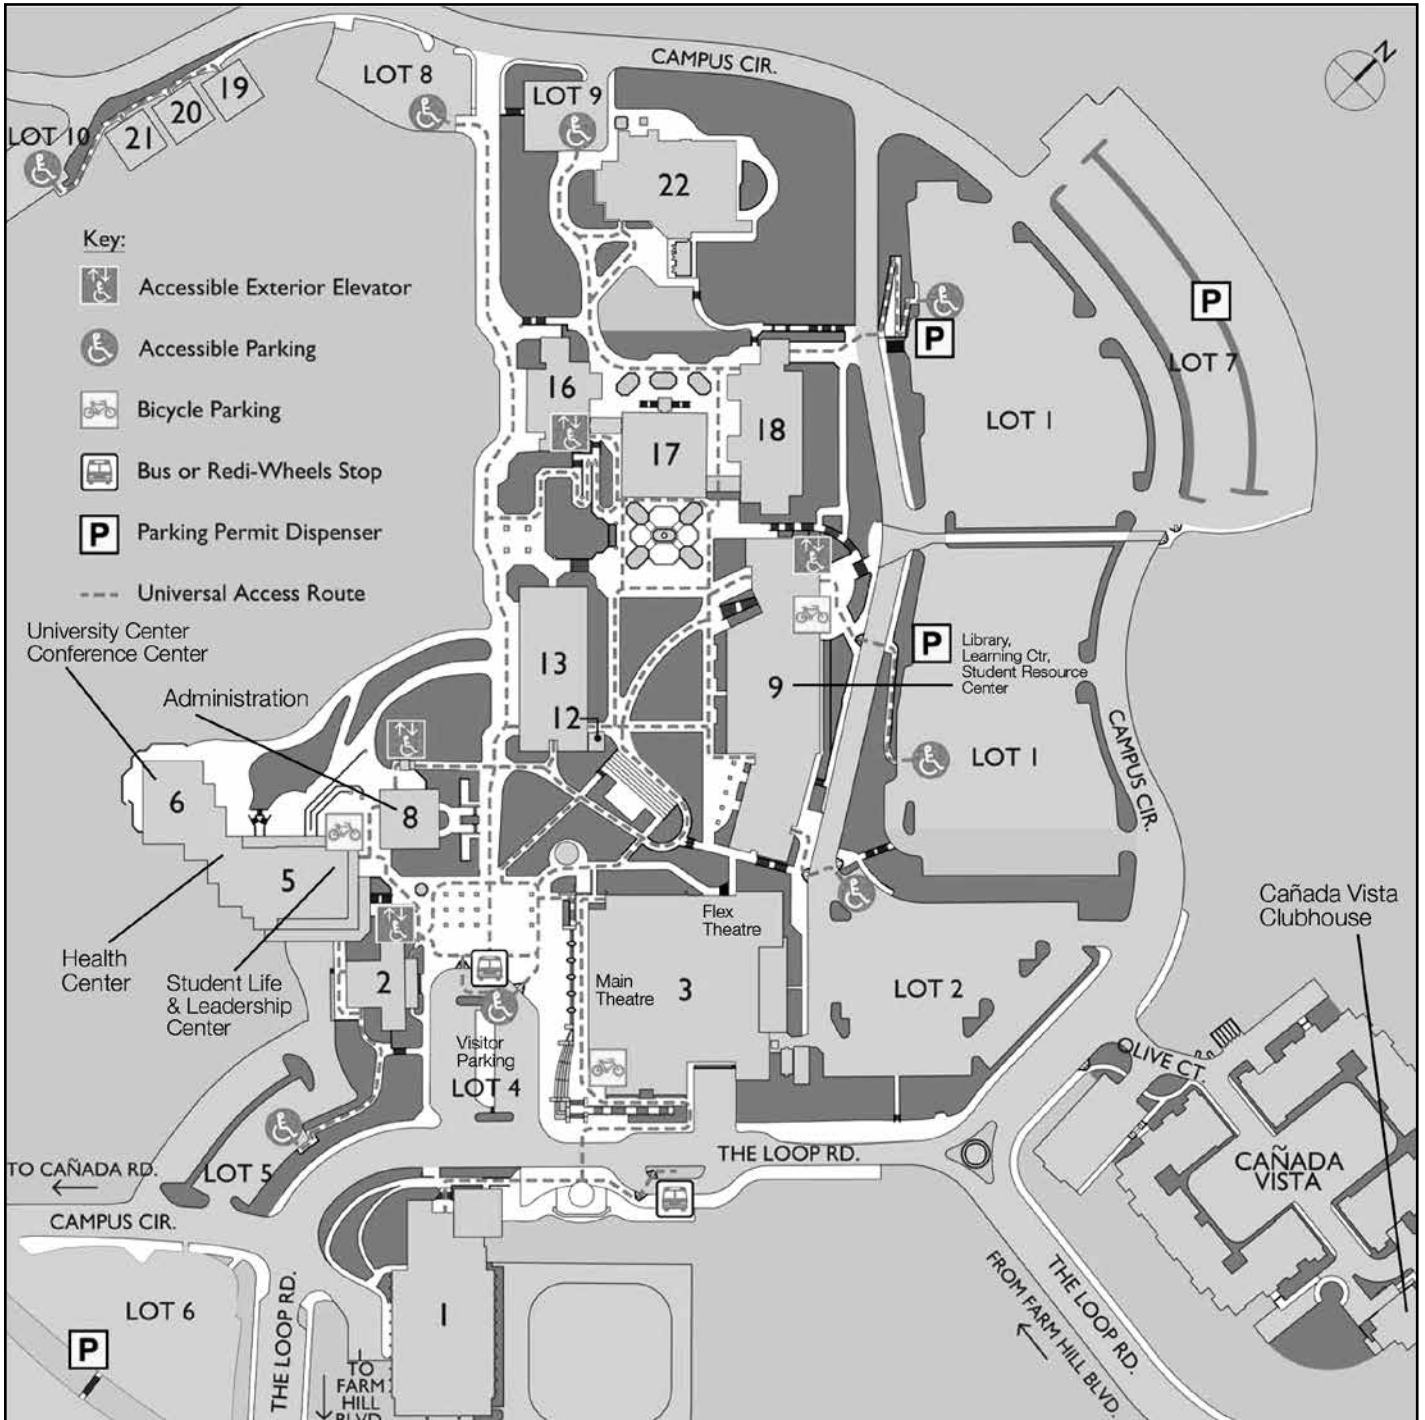 CAMPUS CIR.
N
LOT 8
LOT 9
19
20
21
LOT 10
22
Key:
Accessible Exterior Elevator
Accessible Parking
Bicycle Parking
Bus or Redi-Wheels Stop
P
Parking Permit Dispenser
Universal Access Route
P
P
LOT 7
LOT 1
16
17
18
University Center
Conference Center
Administration
13
12
9
P
Library,
Learning Ctr,
Student Resource
Center
LOT 1
CAMPUS CIR.
6
8
5
Health
Center
Student Life
& Leadership
Center
2
Flex
Theatre
Main
Theatre
3
LOT 2
Cañada Vista
Clubhouse
Visitor
Parking
LOT 4
OLIVE CT.
CAÑADA
VISTA
THE LOOP RD.
LOT 5
TO CAÑADA RD.
CAMPUS CIR.
LOT 6
P
THE LOOP RD.
TO
FARM
HILL
BLVD.
1
FROM FARM HILL BLVD.
THE LOOP RD.